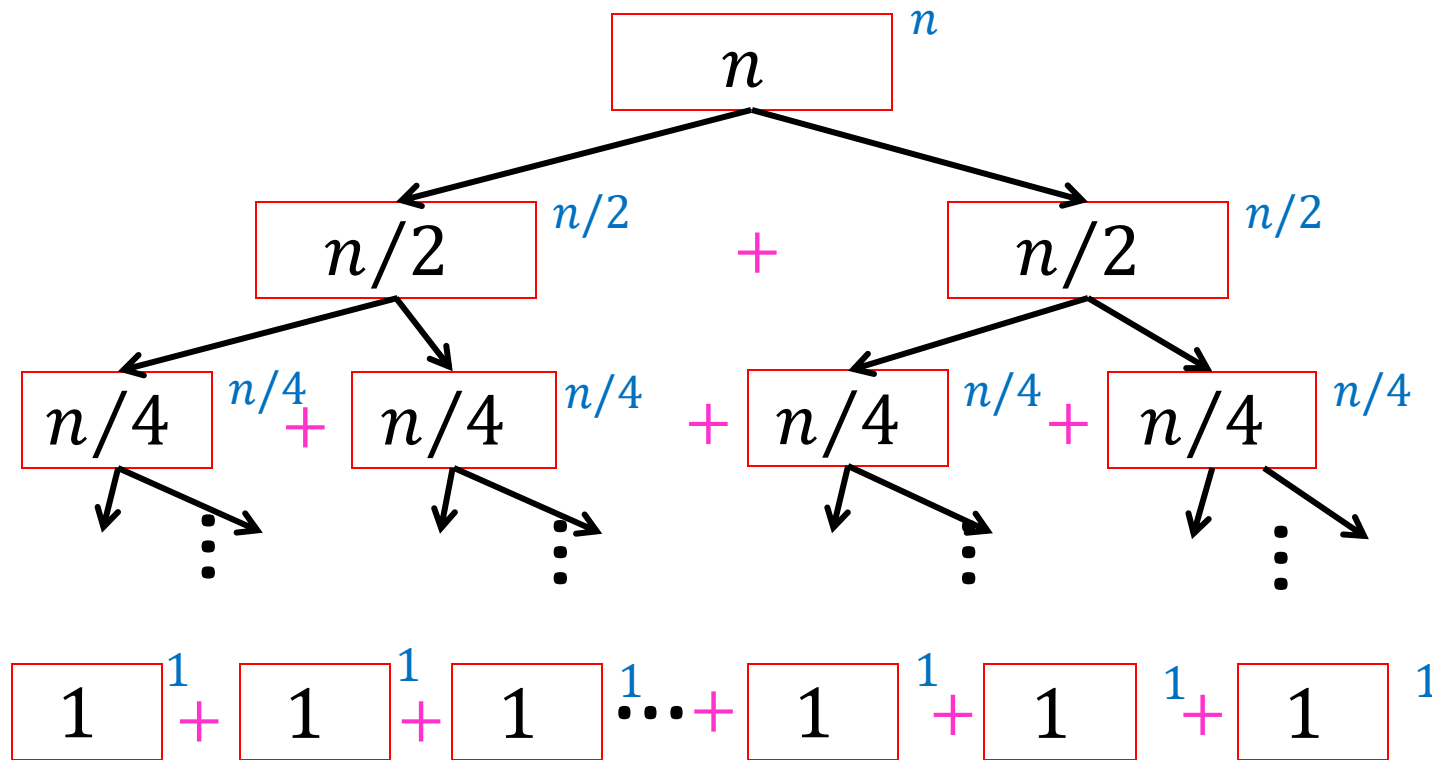 n n
n/2 n/2 + n/2 n/2
n/4 n/4 + n/4 n/4 + n/4 n/4 + n/4 n/4
⋮ ⋮ ⋮ ⋮
1 1 + 1 1 + 1 1 ⋯ + 1 1 + 1 1 + 1 1